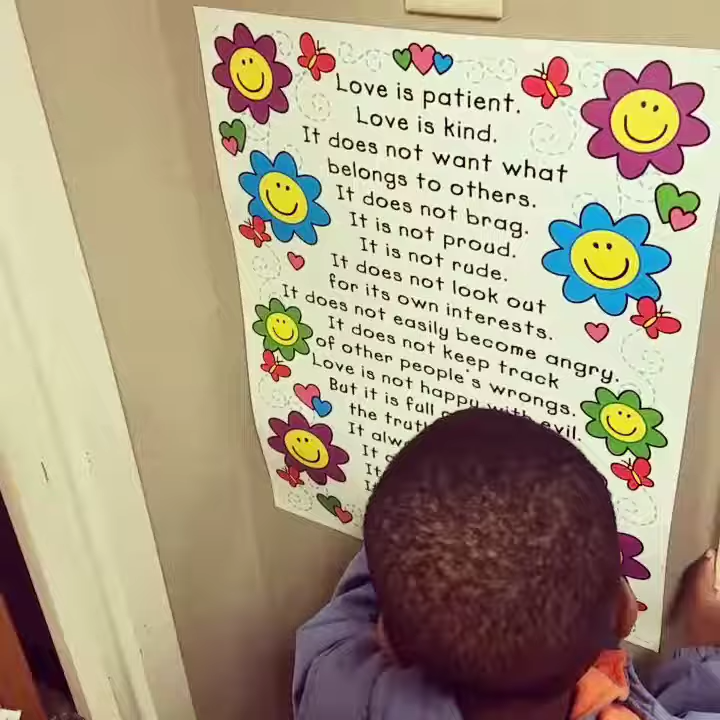 Love is patient.
Love is kind.
It does not want what
belongs to others.
It does not brag.
It is not proud.
It is not rude.
It does not look out
for its own interests.
It does not easily become angry.
It does not keep track
of other people's wrongs.
Love is not happy with evil.
But it is full
the
It
It
It
It